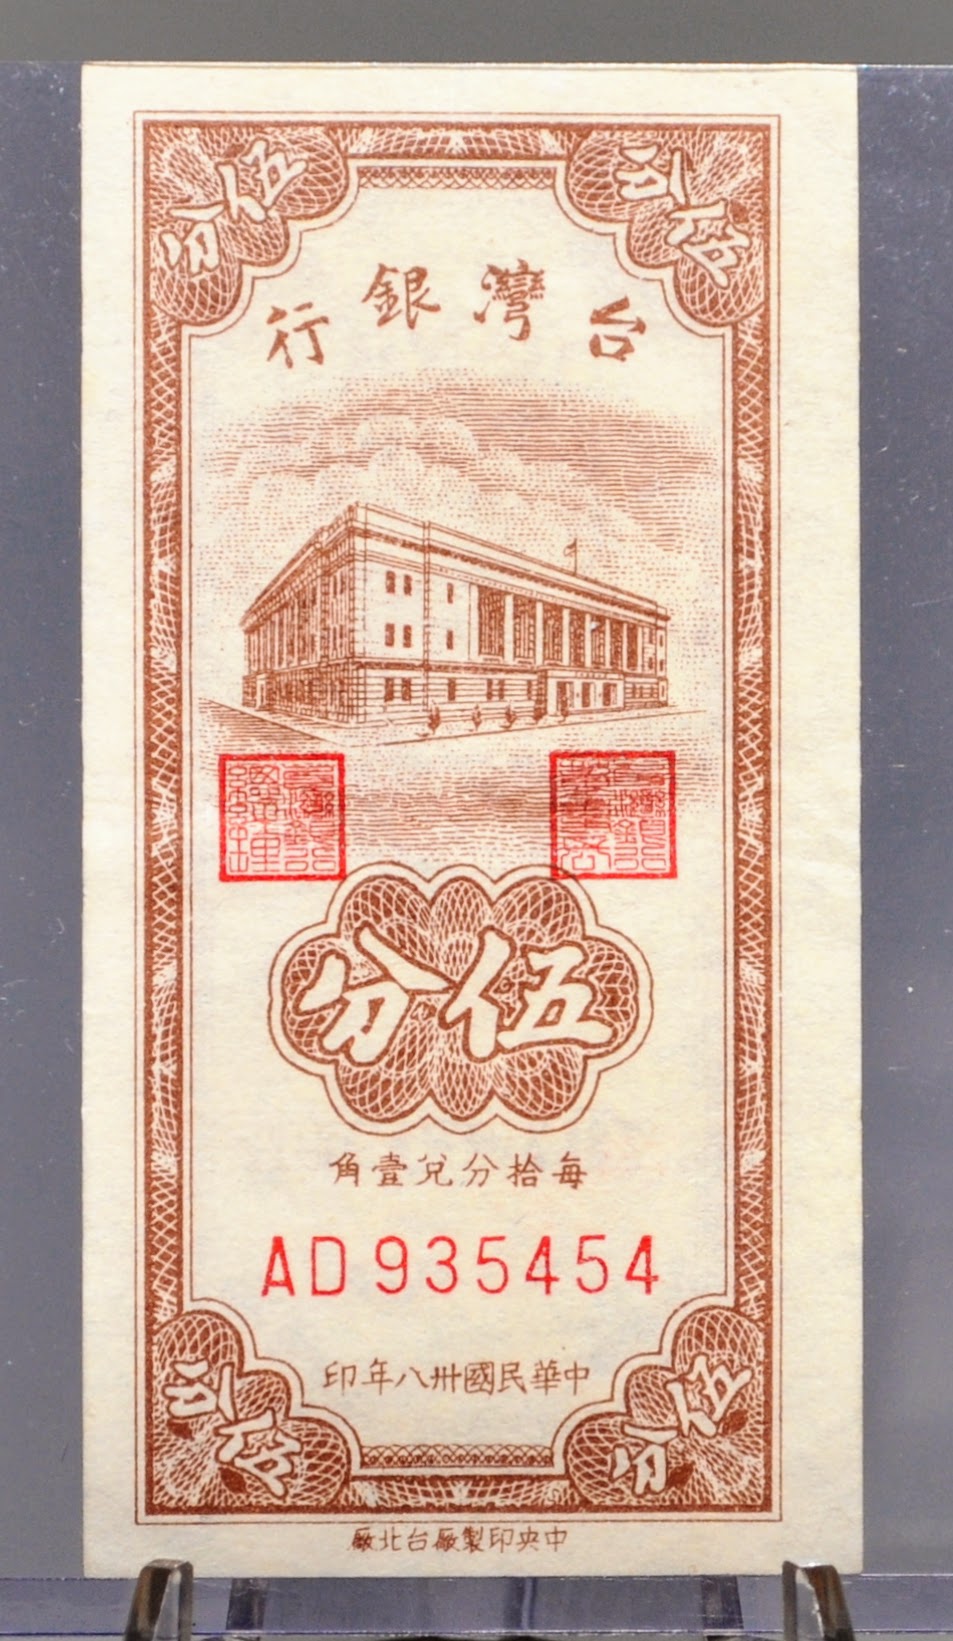 伍分
伍分
台灣銀行
伍分
每拾分兌壹角
AD935454
中華民國卅八年印
伍分
伍分
中央印製廠台北廠